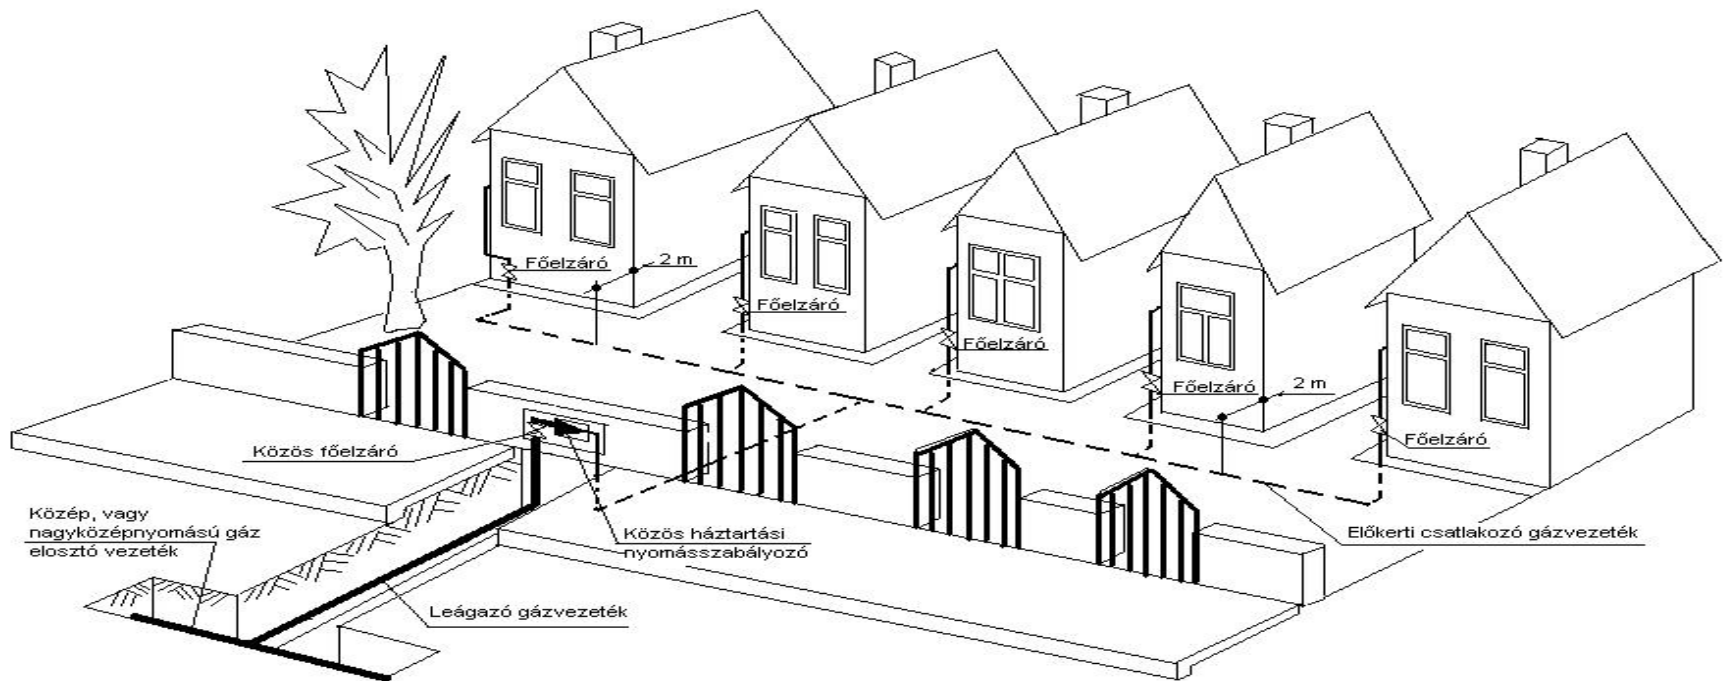 Főelzáró
2 m
Főelzáró
Főelzáró
Főelzáró
2 m
Főelzáró
Közös főelzáró
Közép, vagy
nagyközépnyomású gáz
elosztó vezeték
Közös háztartási
nyomásszabályozó
Előkerti csatlakozó gázvezeték
Leágazó gázvezeték